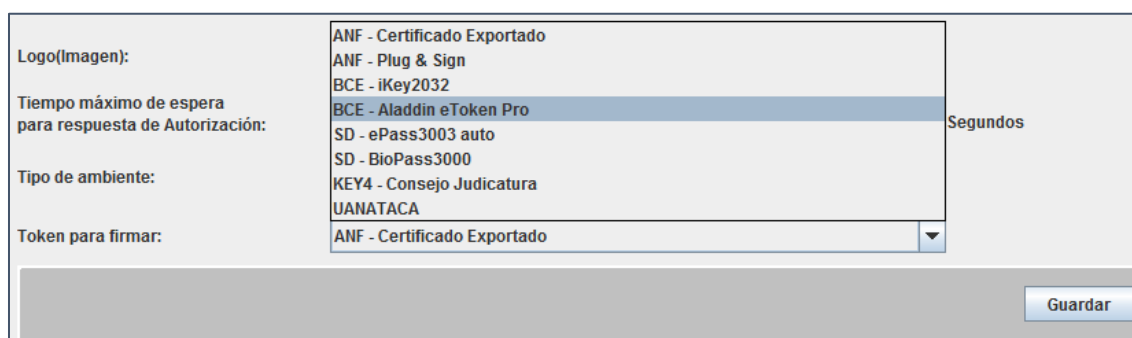 ANF - Certificado Exportado
Logo(Imagen):
ANF - Plug & Sign
BCE - iKey2032
Tiempo máximo de espera
para respuesta de Autorización:
BCE - Aladdin eToken Pro
Segundos
SD - ePass3003 auto
SD - BioPass3000
Tipo de ambiente:
KEY4 - Consejo Judicatura
UANATACA
Token para firmar:
ANF - Certificado Exportado
Guardar